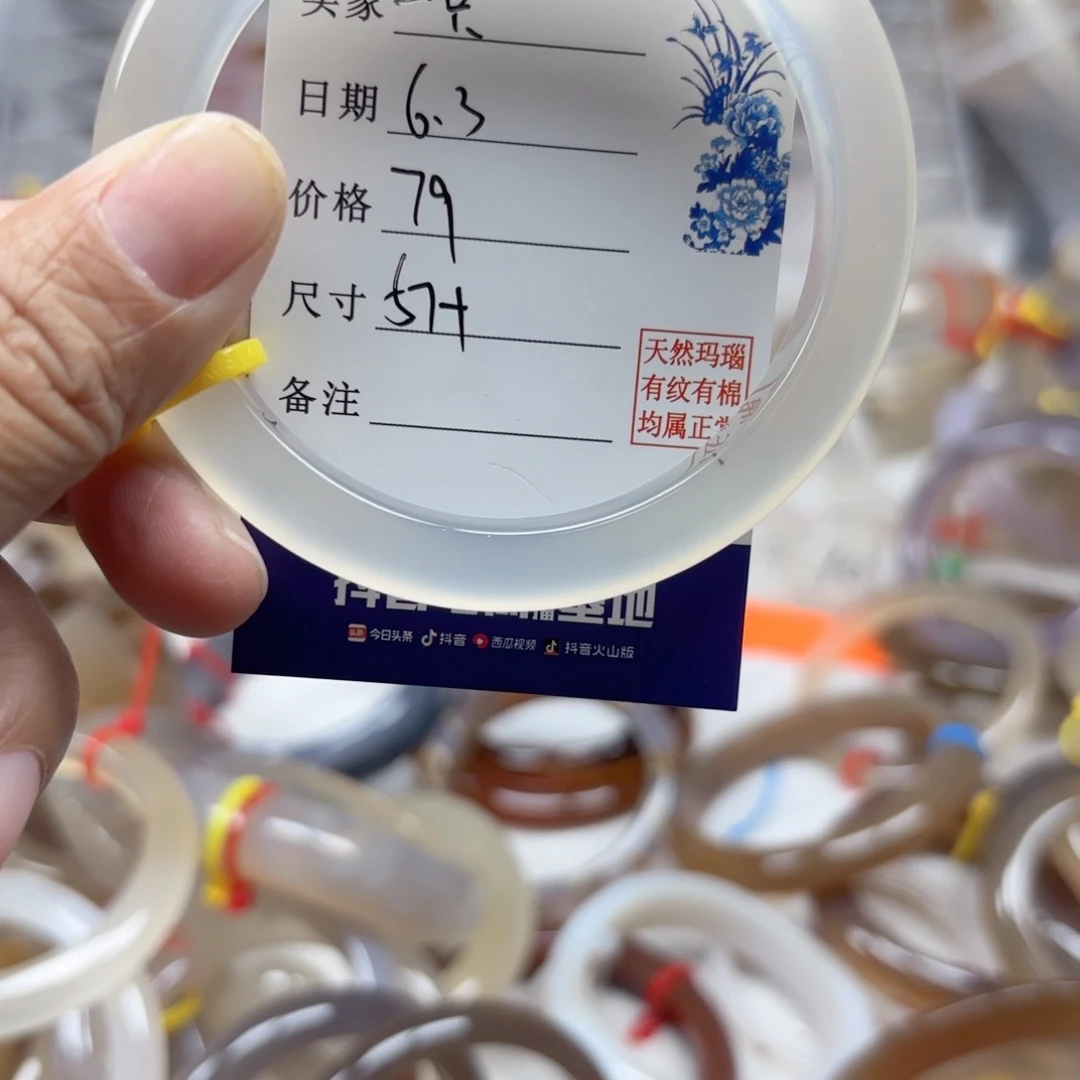 买家
日期 6.3
价格 79
尺寸 57+
备注
天然玛瑙
有纹有棉
均属正常
今日头条 抖音 西瓜视频 抖音火山版